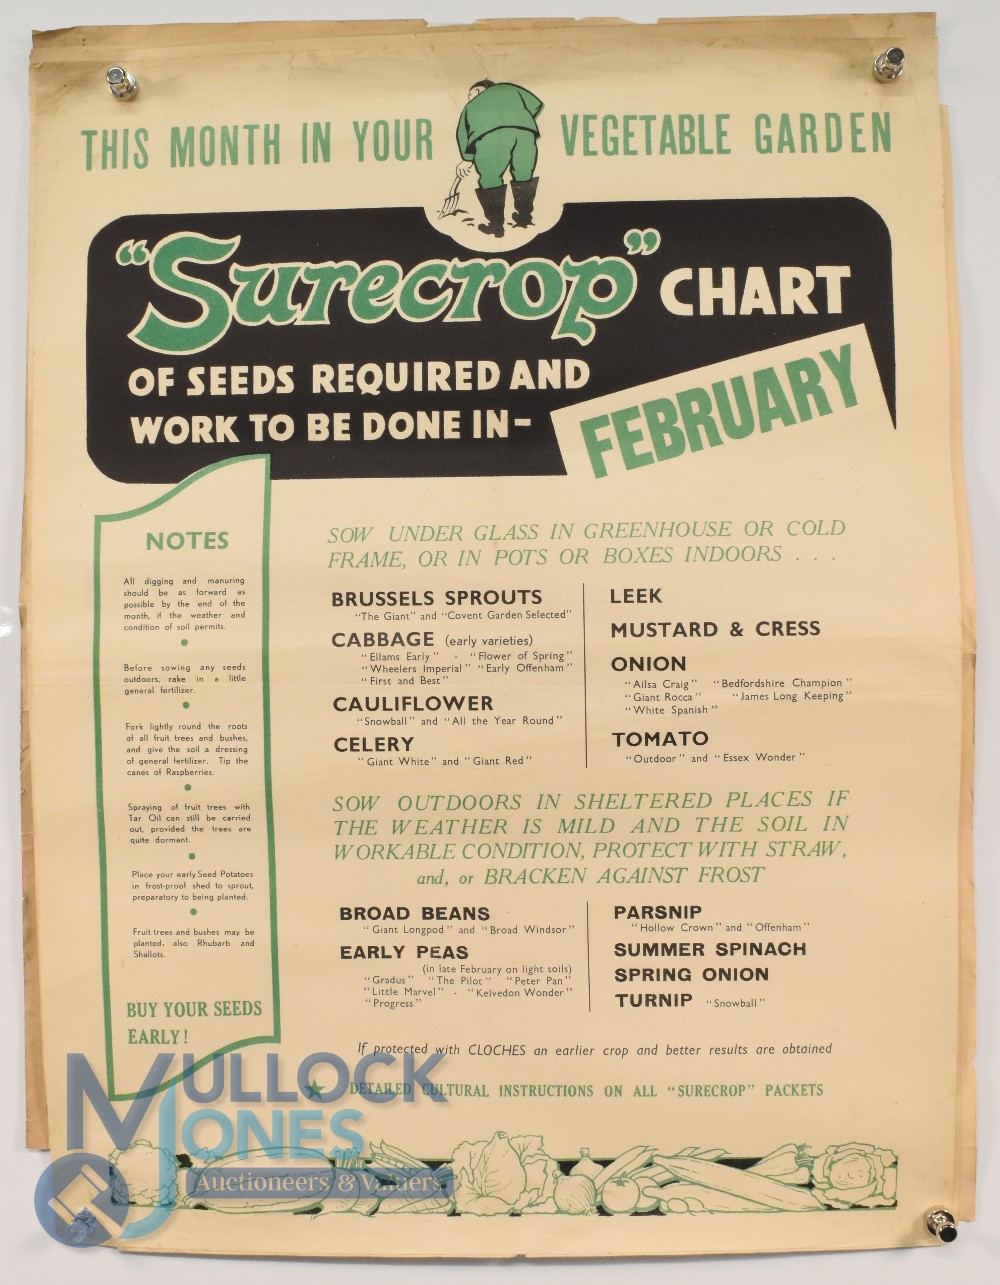 THIS MONTH IN YOUR VEGETABLE GARDEN
"Surecrop" CHART
OF SEEDS REQUIRED AND
WORK TO BE DONE IN-
FEBRUARY
NOTES
All digging and manuring
should be as forward as
possible by the end of the
month, if the weather and
condition of soil permits.
Before sowing any seeds
outdoors, rake in a little
general fertilizer.
Fork lightly round the roots
of all fruit trees and bushes,
and give the soil a dressing
of general fertilizer. Tip the
canes of Raspberries.
Spraying of fruit trees with
Tar Oil can still be carried
out, provided the trees are
quite dormant.
Place your early Seed Potatoes
in frost-proof shed to sprout,
preparatory to being planted.
Fruit trees and bushes may be
planted, also Rhubarb and
Shallots.
BUY YOUR SEEDS
EARLY!
SOW UNDER GLASS IN GREENHOUSE OR COLD
FRAME, OR IN POTS OR BOXES INDOORS . . .
BRUSSELS SPROUTS
"The Giant" and "Covent Garden Selected"
CABBAGE (early varieties)
"Ellams Early" - "Flower of Spring"
"Wheelers Imperial" "Early Offenham"
"First and Best"
CAULIFLOWER
"Snowball" and "All the Year Round"
CELERY
"Giant White" and "Giant Red"
LEEK
MUSTARD & CRESS
ONION
"Ailsa Craig" "Bedfordshire Champion"
"Giant Rocca" "James Long Keeping"
"White Spanish"
TOMATO
"Outdoor" and "Essex Wonder"
SOW OUTDOORS IN SHELTERED PLACES IF
THE WEATHER IS MILD AND THE SOIL IN
WORKABLE CONDITION, PROTECT WITH STRAW,
and, or BRACKEN AGAINST FROST
BROAD BEANS
"Giant Longpod" and "Broad Windsor"
EARLY PEAS
(in late February on light soils)
"Gradus" "The Pilot" "Peter Pan"
"Little Marvel" - "Kelvedon Wonder"
"Progress"
PARSNIP
"Hollow Crown" and "Offenham"
SUMMER SPINACH
SPRING ONION
TURNIP "Snowball"
If protected with CLOCHES an earlier crop and better results are obtained
DETAILED CULTURAL INSTRUCTIONS ON ALL "SURECROP" PACKETS
MULLOCK
JONES
Auctioneers & Valuers